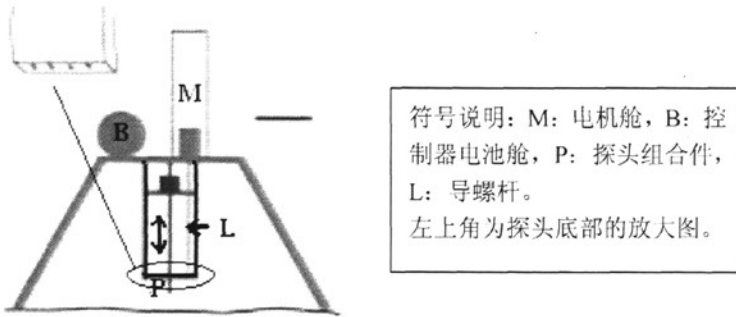 M
B
L
P
符号说明：M：电机舱，B：控
制器电池舱，P：探头组合件，
L：导螺杆。
左上角为探头底部的放大图。